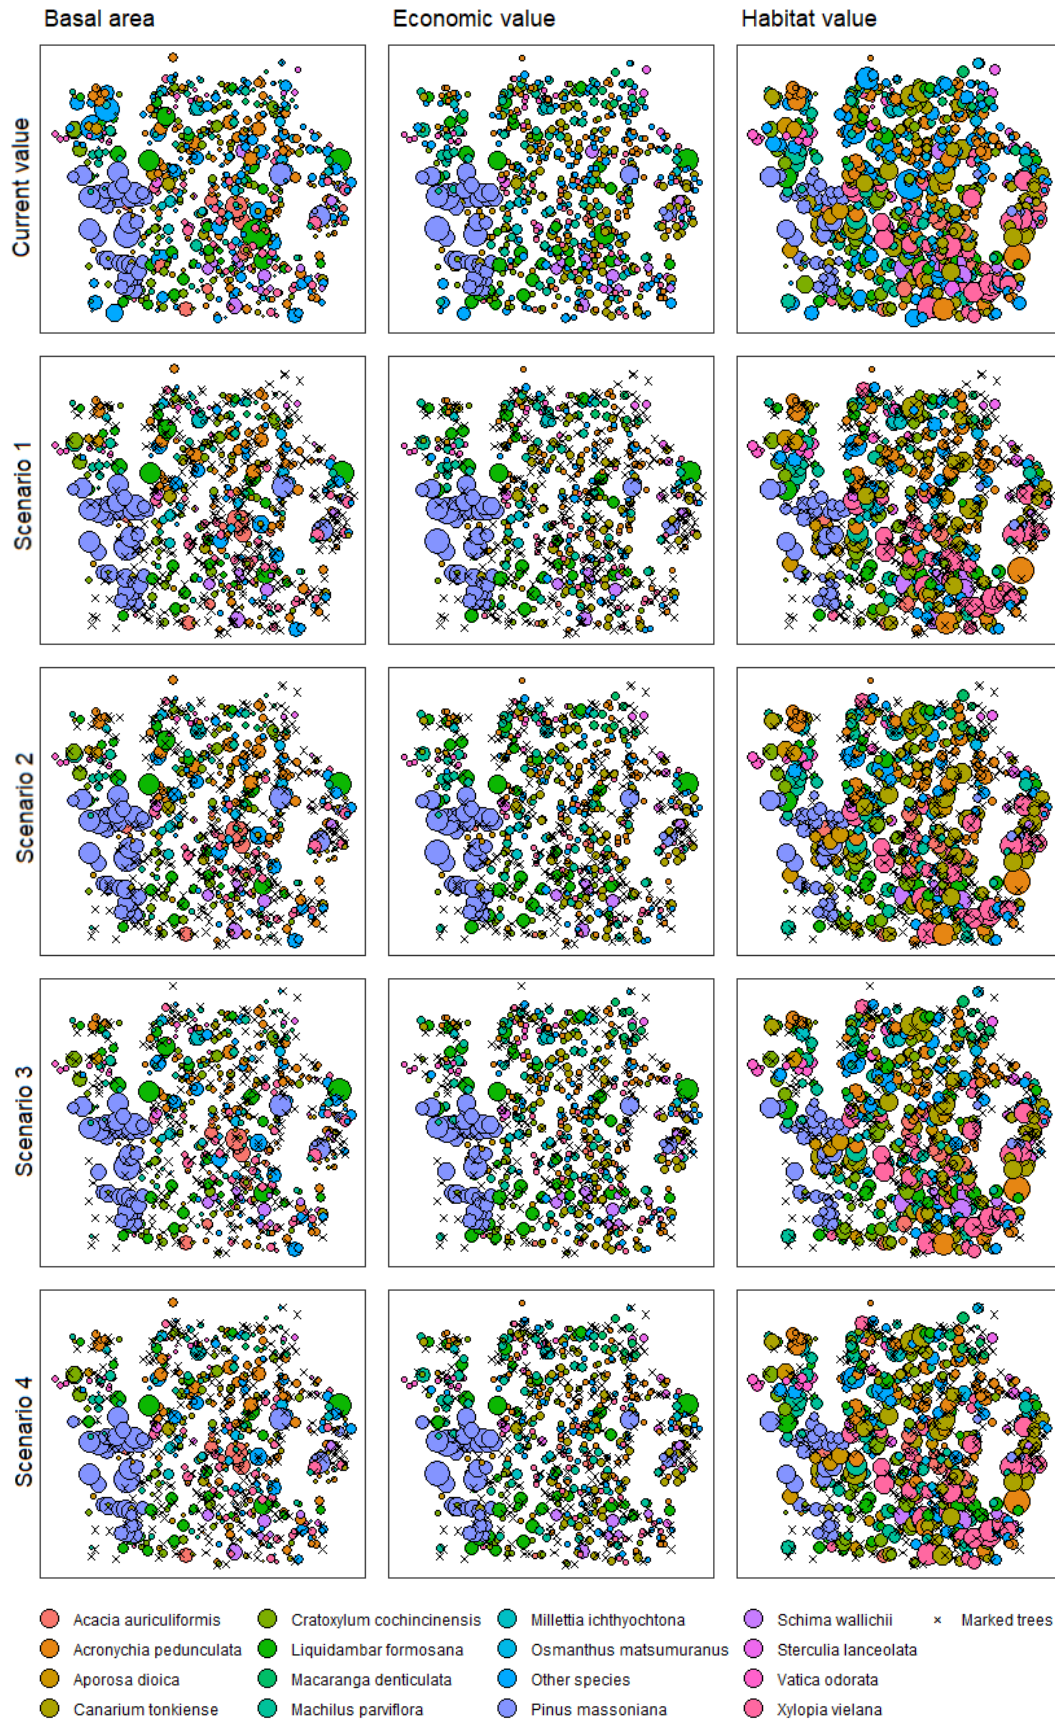 Basal area Economic value Habitat value
Current value
Scenario 1
Scenario 2
Scenario 3
Scenario 4
Acacia auriculiformis Cratoxylum cochincinensis Millettia ichthyochtona Schima wallichii Marked trees
Acronychia pedunculata Liquidambar formosana Osmanthus matsumuranus Sterculia lanceolata
Aporosa dioica Macaranga denticulata Other species Vatica odorata
Canarium tonkiense Machilus parviflora Pinus massoniana Xylopia vielana